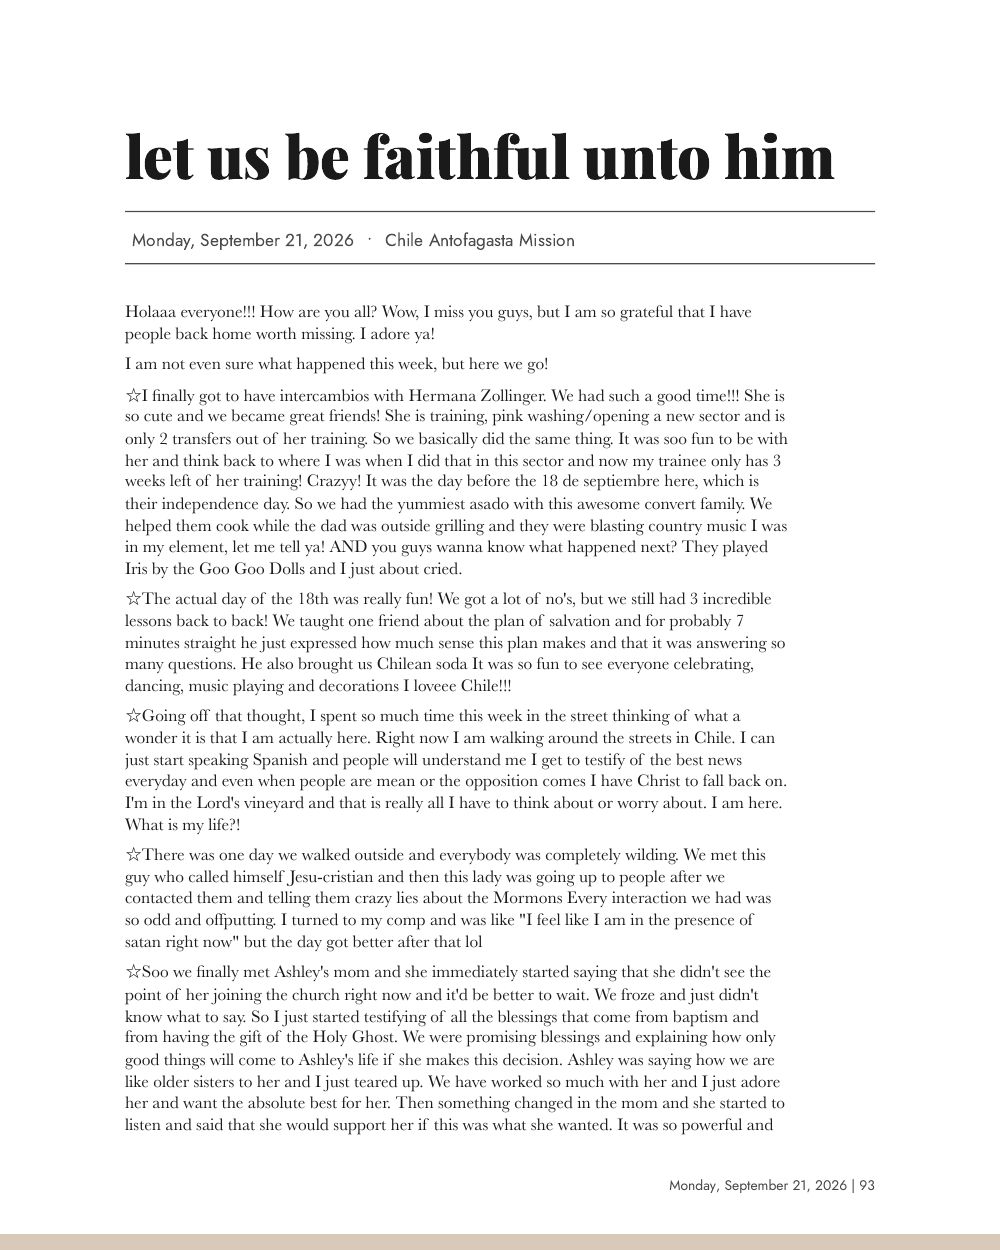 let us be faithful unto him
Monday, September 21, 2026 · Chile Antofagasta Mission
Holaaa everyone!!! How are you all? Wow, I miss you guys, but I am so grateful that I have
people back home worth missing. I adore ya!
I am not even sure what happened this week, but here we go!
☆I finally got to have intercambios with Hermana Zollinger. We had such a good time!!! She is
so cute and we became great friends! She is training, pink washing/opening a new sector and is
only 2 transfers out of her training. So we basically did the same thing. It was soo fun to be with
her and think back to where I was when I did that in this sector and now my trainee only has 3
weeks left of her training! Crazyy! It was the day before the 18 de septiembre here, which is
their independence day. So we had the yummiest asado with this awesome convert family. We
helped them cook while the dad was outside grilling and they were blasting country music I was
in my element, let me tell ya! AND you guys wanna know what happened next? They played
Iris by the Goo Goo Dolls and I just about cried.
☆The actual day of the 18th was really fun! We got a lot of no's, but we still had 3 incredible
lessons back to back! We taught one friend about the plan of salvation and for probably 7
minutes straight he just expressed how much sense this plan makes and that it was answering so
many questions. He also brought us Chilean soda It was so fun to see everyone celebrating,
dancing, music playing and decorations I loveee Chile!!!
☆Going off that thought, I spent so much time this week in the street thinking of what a
wonder it is that I am actually here. Right now I am walking around the streets in Chile. I can
just start speaking Spanish and people will understand me I get to testify of the best news
everyday and even when people are mean or the opposition comes I have Christ to fall back on.
I'm in the Lord's vineyard and that is really all I have to think about or worry about. I am here.
What is my life?!
☆There was one day we walked outside and everybody was completely wilding. We met this
guy who called himself Jesu-cristian and then this lady was going up to people after we
contacted them and telling them crazy lies about the Mormons Every interaction we had was
so odd and offputting. I turned to my comp and was like "I feel like I am in the presence of
satan right now" but the day got better after that lol
☆Soo we finally met Ashley's mom and she immediately started saying that she didn't see the
point of her joining the church right now and it'd be better to wait. We froze and just didn't
know what to say. So I just started testifying of all the blessings that come from baptism and
from having the gift of the Holy Ghost. We were promising blessings and explaining how only
good things will come to Ashley's life if she makes this decision. Ashley was saying how we are
like older sisters to her and I just teared up. We have worked so much with her and I just adore
her and want the absolute best for her. Then something changed in the mom and she started to
listen and said that she would support her if this was what she wanted. It was so powerful and
Monday, September 21, 2026 | 93